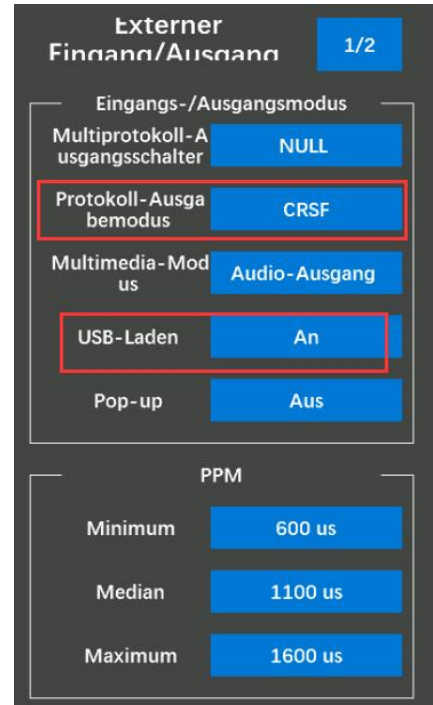 Externer
Eingang/Ausgang
1/2
Eingangs-/Ausgangsmodus
Multiprotokoll-A
usgangsschalter
NULL
Protokoll-Ausga
bemodus
CRSF
Multimedia-Mod
us
Audio-Ausgang
USB-Laden
An
Pop-up
Aus
PPM
Minimum
600 us
Median
1100 us
Maximum
1600 us